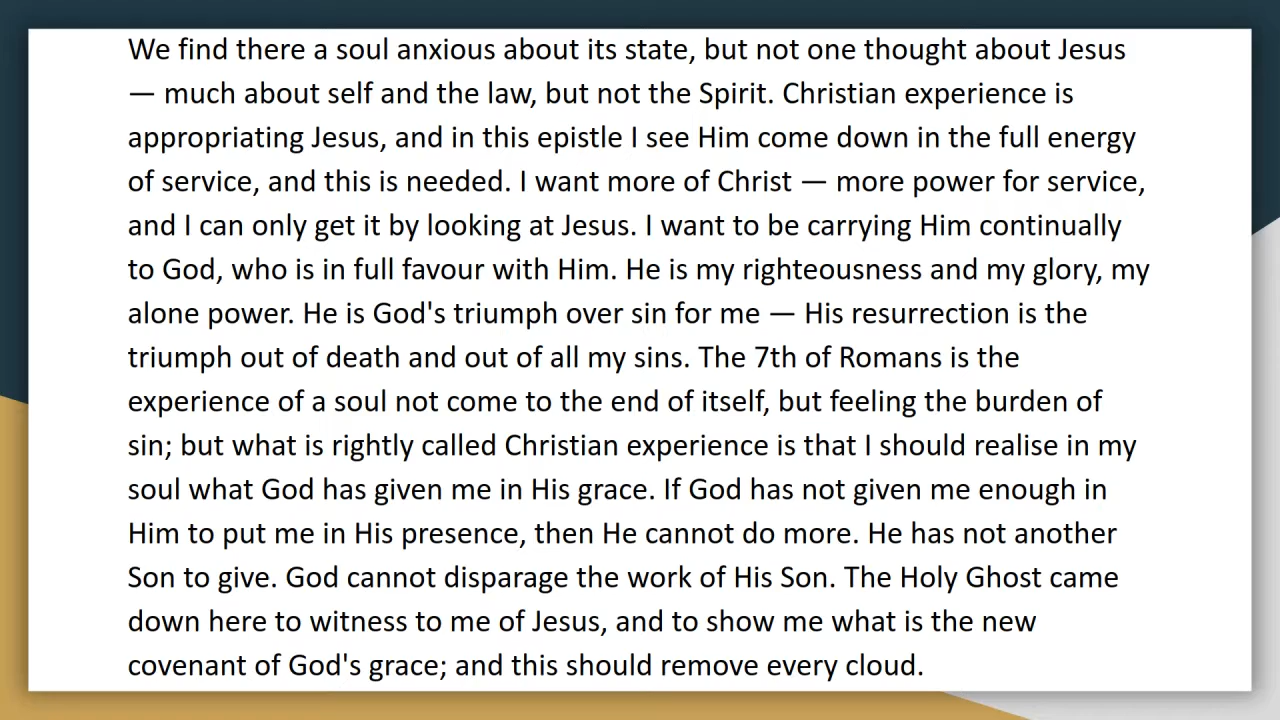 We find there a soul anxious about its state, but not one thought about Jesus
— much about self and the law, but not the Spirit. Christian experience is
appropriating Jesus, and in this epistle I see Him come down in the full energy
of service, and this is needed. I want more of Christ — more power for service,
and I can only get it by looking at Jesus. I want to be carrying Him continually
to God, who is in full favour with Him. He is my righteousness and my glory, my
alone power. He is God's triumph over sin for me — His resurrection is the
triumph out of death and out of all my sins. The 7th of Romans is the
experience of a soul not come to the end of itself, but feeling the burden of
sin; but what is rightly called Christian experience is that I should realise in my
soul what God has given me in His grace. If God has not given me enough in
Him to put me in His presence, then He cannot do more. He has not another
Son to give. God cannot disparage the work of His Son. The Holy Ghost came
down here to witness to me of Jesus, and to show me what is the new
covenant of God's grace; and this should remove every cloud.